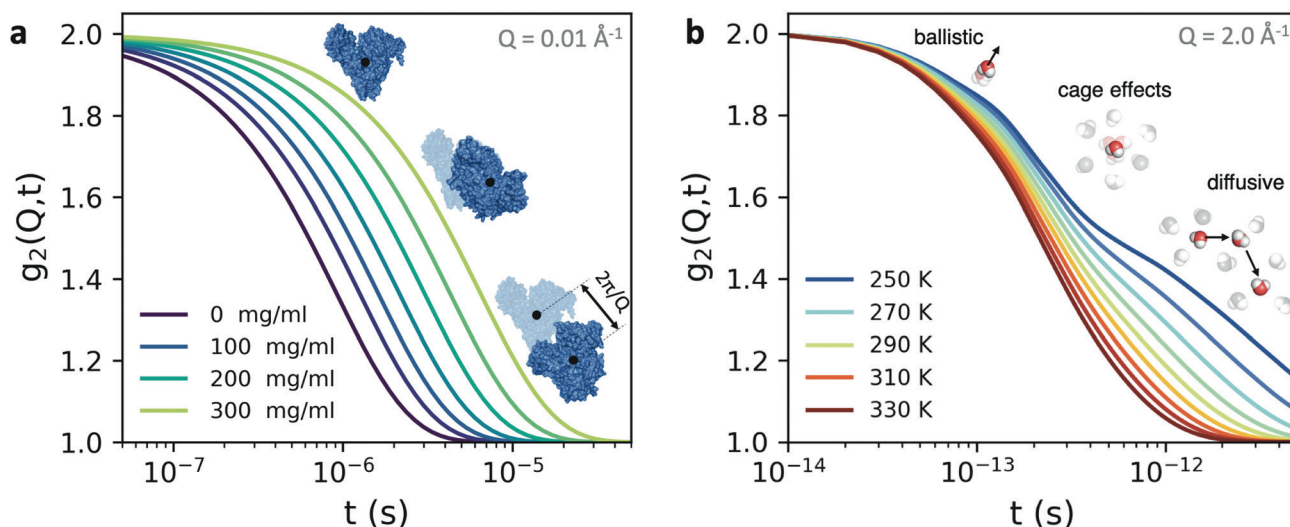 a
Q = 0.01 Å⁻¹
g₂(Q,t)
2.0
1.8
1.6
1.4
1.2
1.0
2π/Q
0 mg/ml
100 mg/ml
200 mg/ml
300 mg/ml
10⁻⁷
10⁻⁶
10⁻⁵
t (s)
b
Q = 2.0 Å⁻¹
g₂(Q,t)
2.0
1.8
1.6
1.4
1.2
1.0
ballistic
cage effects
diffusive
250 K
270 K
290 K
310 K
330 K
10⁻¹⁴
10⁻¹³
10⁻¹²
t (s)